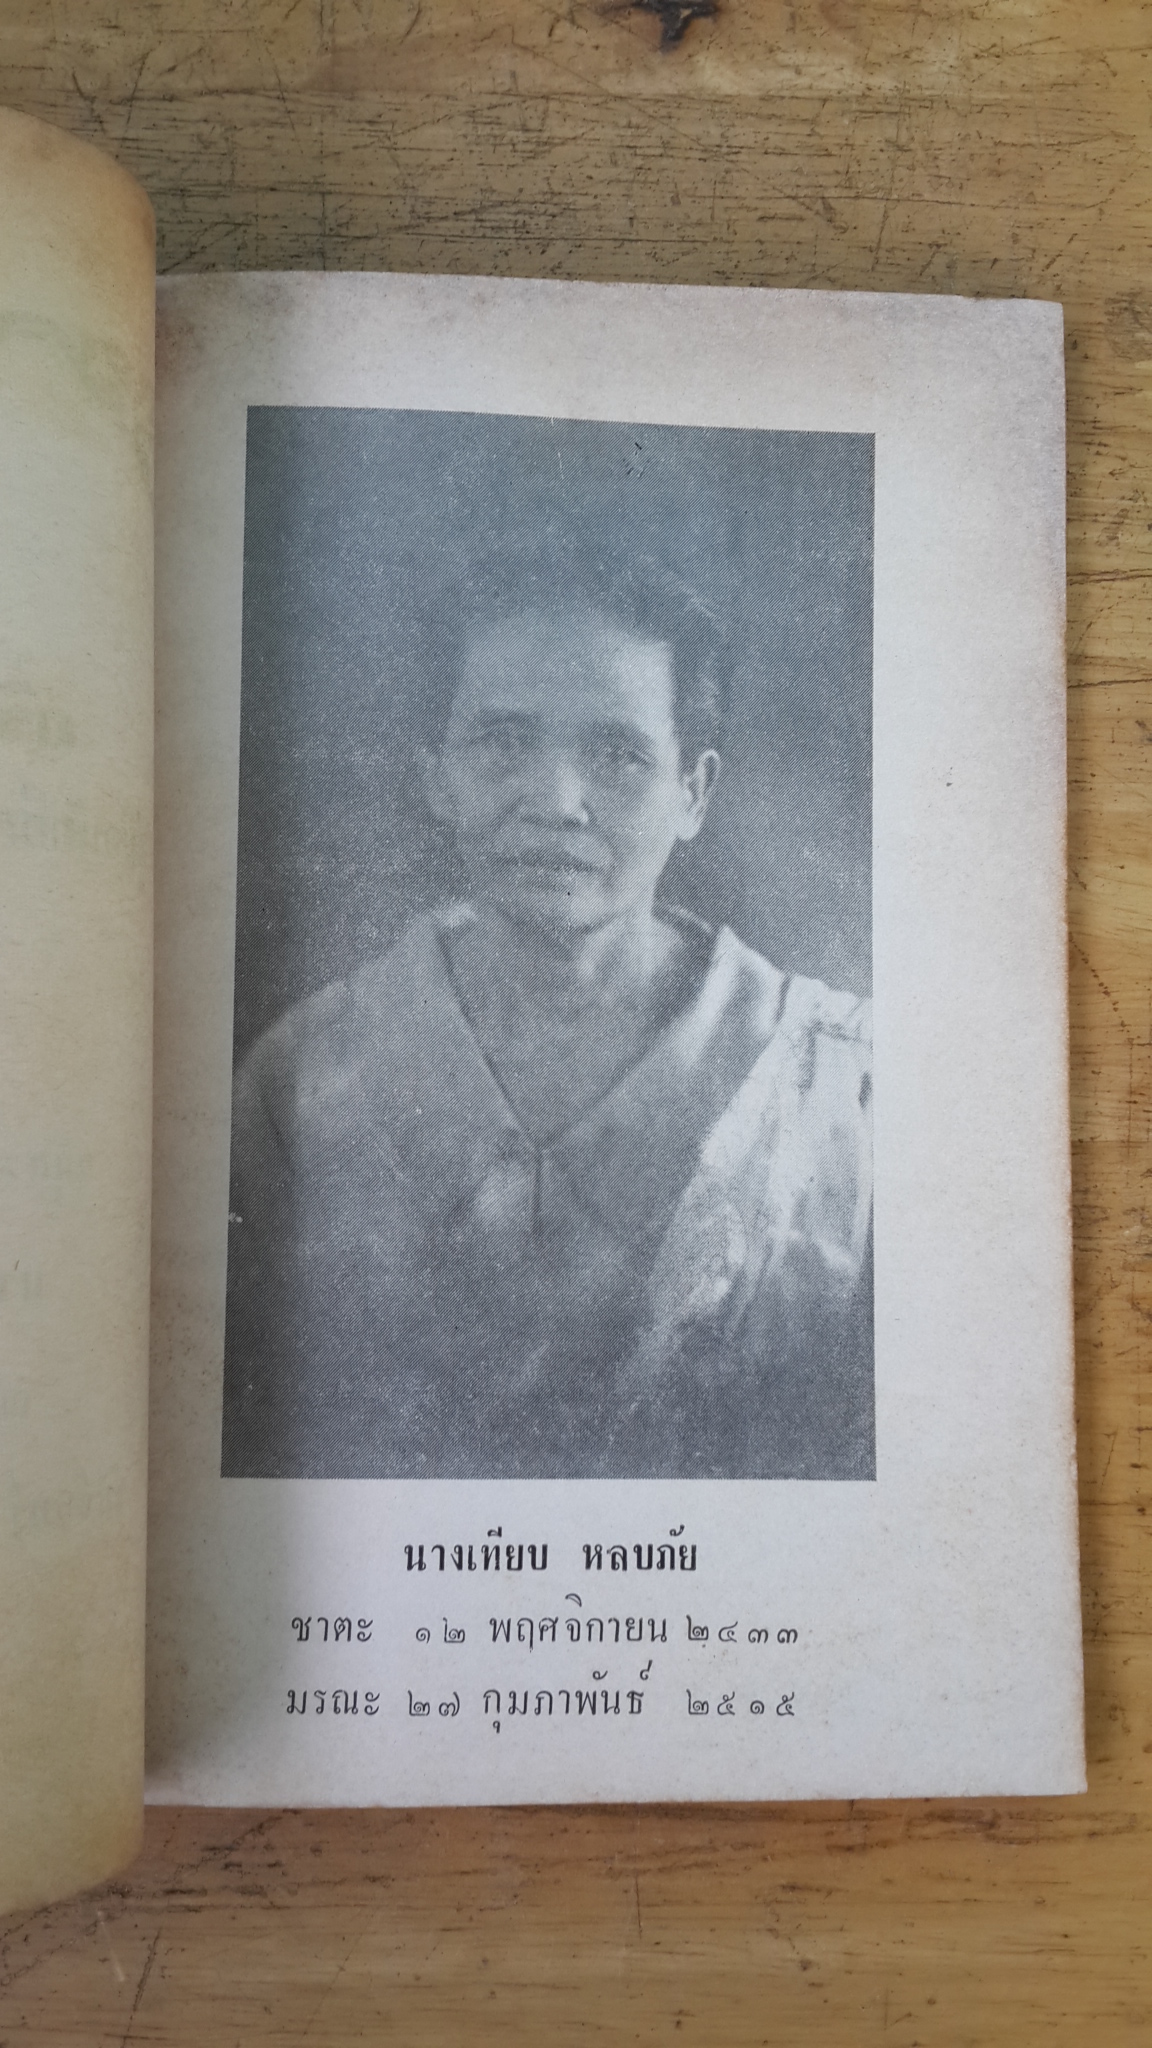 นางเทียบ หลบภัย
ชาตะ ๑๒ พฤศจิกายน ๒๔๓๓
มรณะ ๒๗ กุมภาพันธ์ ๒๕๑๕